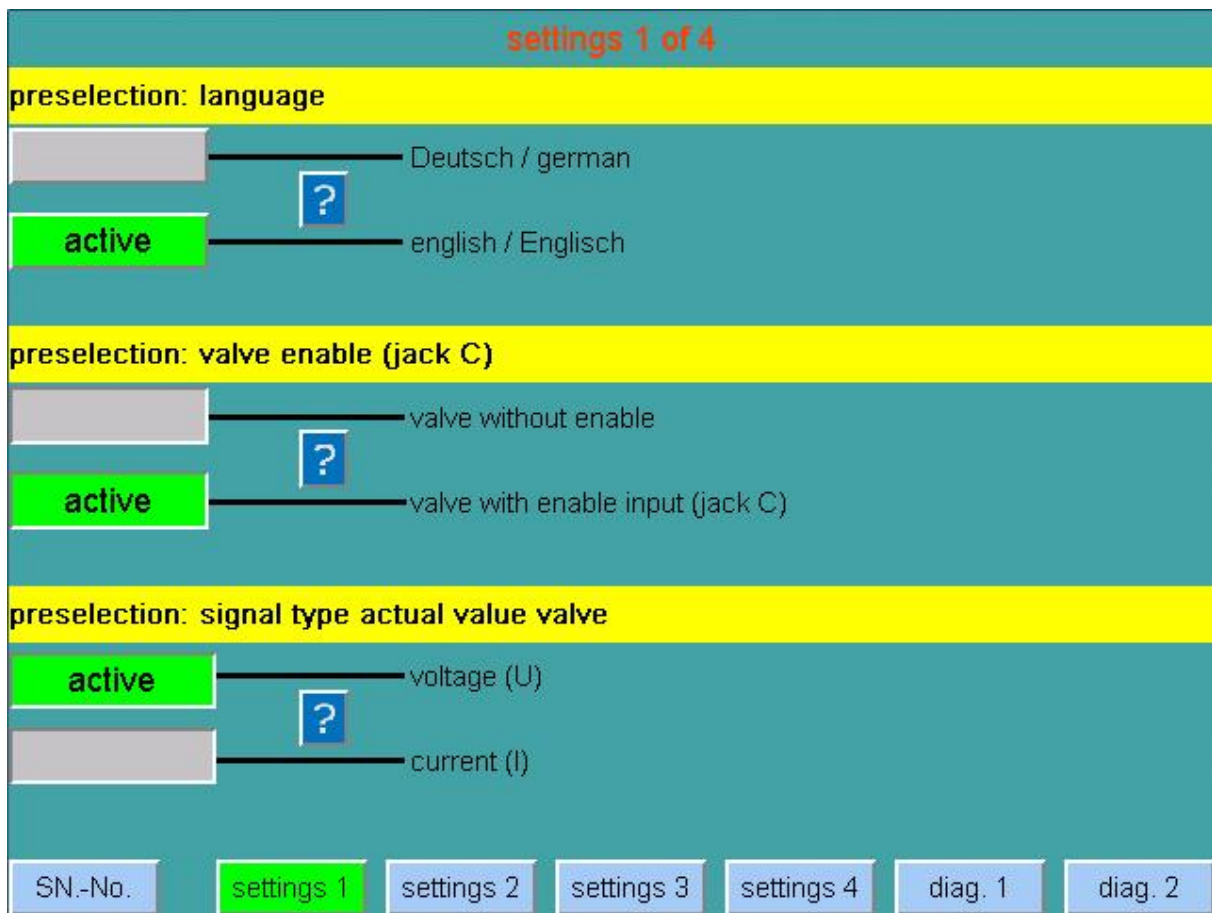 settings 1 of 4
preselection: language
Deutsch / german
?
active
english / Englisch
preselection: valve enable (jack C)
valve without enable
?
active
valve with enable input (jack C)
preselection: signal type actual value valve
active
voltage (U)
?
current (I)
SN.-No. settings 1 settings 2 settings 3 settings 4 diag. 1 diag. 2